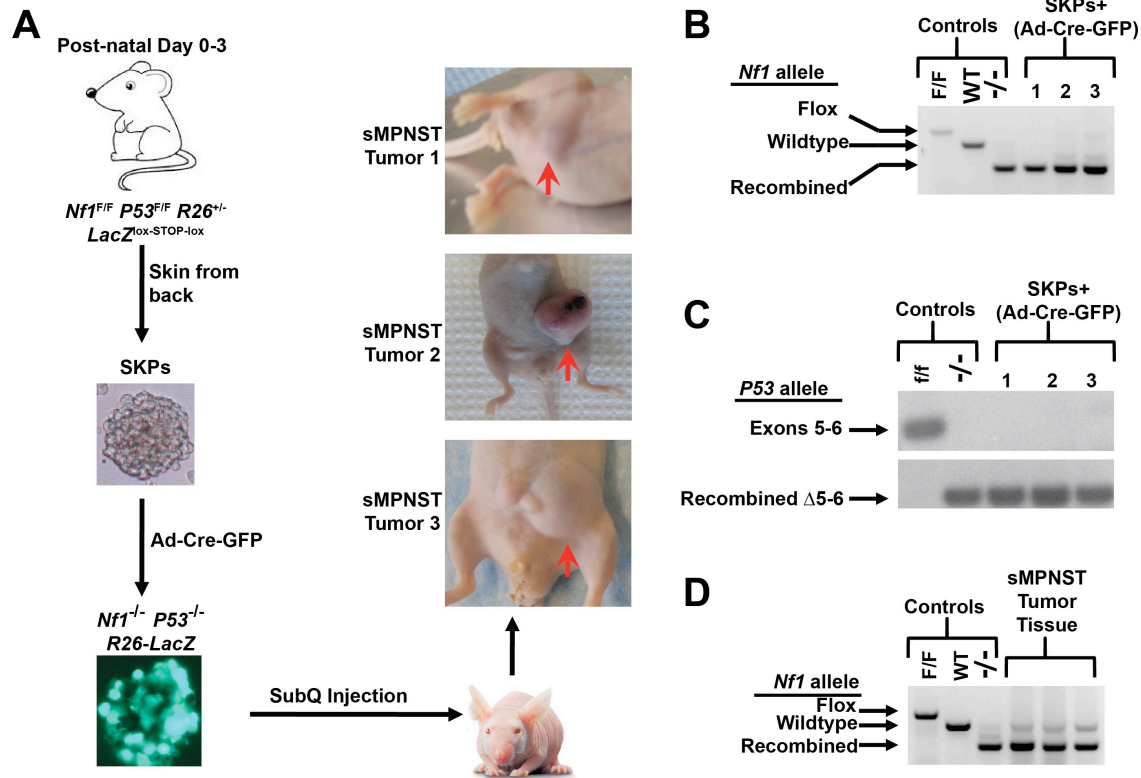 A
Post-natal Day 0-3
Nf1F/F P53F/F R26+/-
LacZlox-STOP-lox
Skin from
back
SKPs
Ad-Cre-GFP
Nf1-/- P53-/-
R26-LacZ
SubQ Injection
sMPNST
Tumor 1
sMPNST
Tumor 2
sMPNST
Tumor 3
B
Controls
SKPs+
(Ad-Cre-GFP)
Nf1 allele
F/F
WT
-/-
1 2 3
Flox
Wildtype
Recombined
C
Controls
SKPs+
(Ad-Cre-GFP)
P53 allele
f/f
-/-
1 2 3
Exons 5-6
Recombined Δ5-6
D
Controls
sMPNST
Tumor
Tissue
Nf1 allele
F/F
WT
-/-
Flox
Wildtype
Recombined